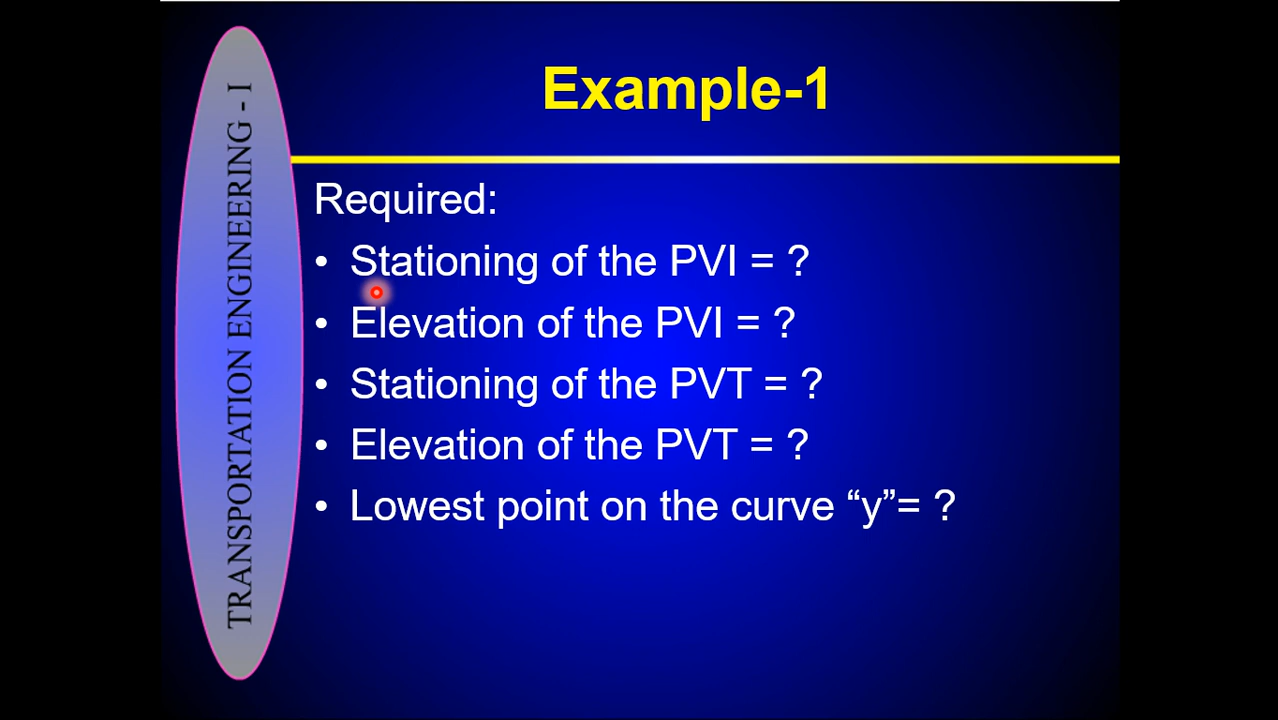 TRANSPORTATION ENGINEERING - I
Example-1
Required:
• Stationing of the PVI = ?
• Elevation of the PVI = ?
• Stationing of the PVT = ?
• Elevation of the PVT = ?
• Lowest point on the curve “y”= ?